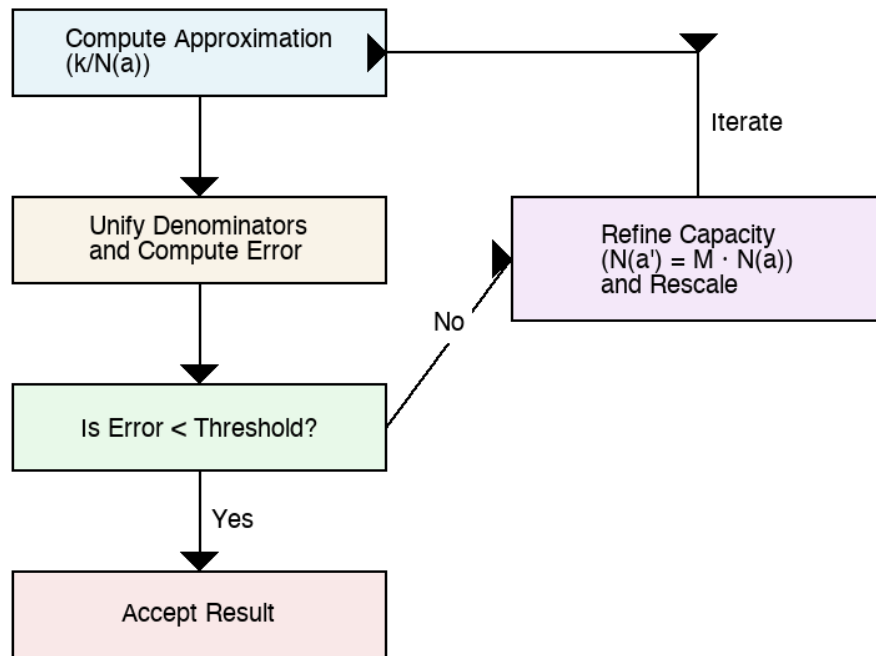 Compute Approximation
(k/N(a))
Iterate
Unify Denominators
and Compute Error
Refine Capacity
(N(a') = M · N(a))
and Rescale
No
Is Error < Threshold?
Yes
Accept Result